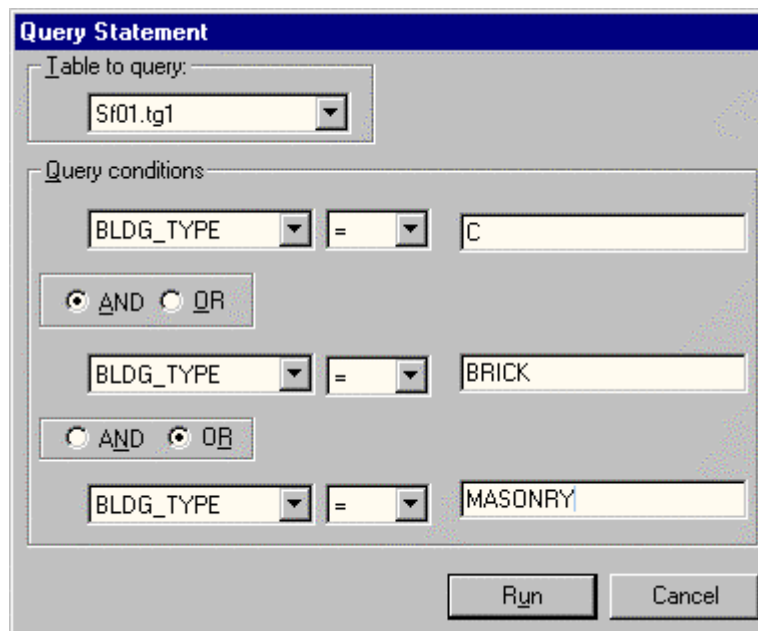 Query Statement
Table to query:
Sf01.tg1
Query conditions
BLDG_TYPE = C
AND OR
BLDG_TYPE = BRICK
AND OR
BLDG_TYPE = MASONRY
Run Cancel